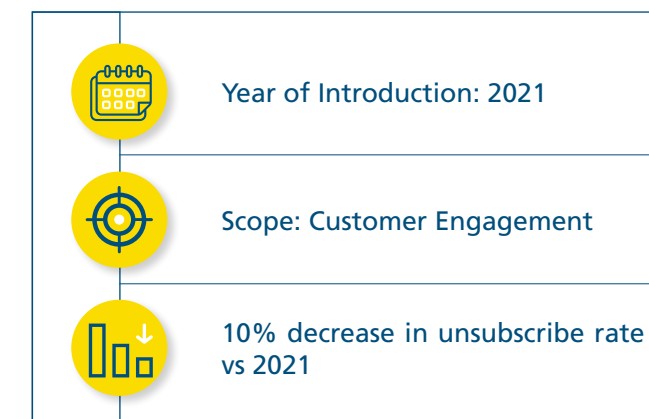 Year of Introduction: 2021
Scope: Customer Engagement
10% decrease in unsubscribe rate
vs 2021